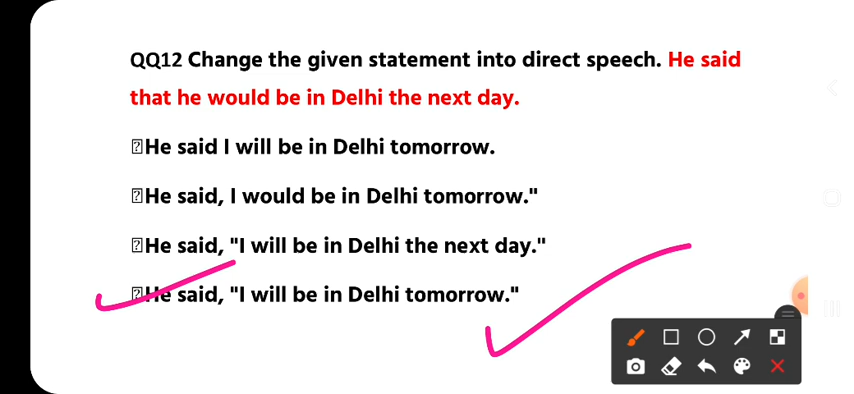 QQ12 Change the given statement into direct speech. He said
that he would be in Delhi the next day.
He said I will be in Delhi tomorrow.
He said, I would be in Delhi tomorrow."
He said, "I will be in Delhi the next day."
He said, "I will be in Delhi tomorrow."